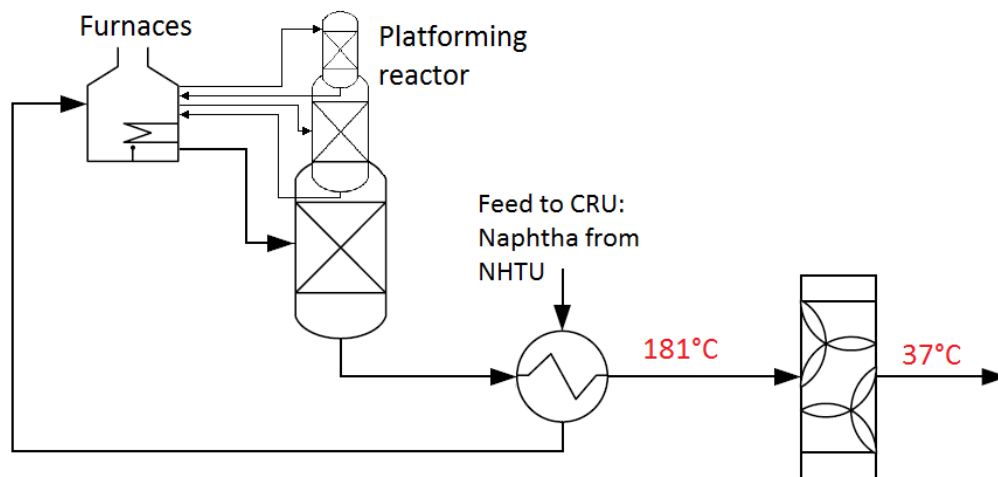 Furnaces
Platforming
reactor
Feed to CRU:
Naphtha from
NHTU
181°C
37°C